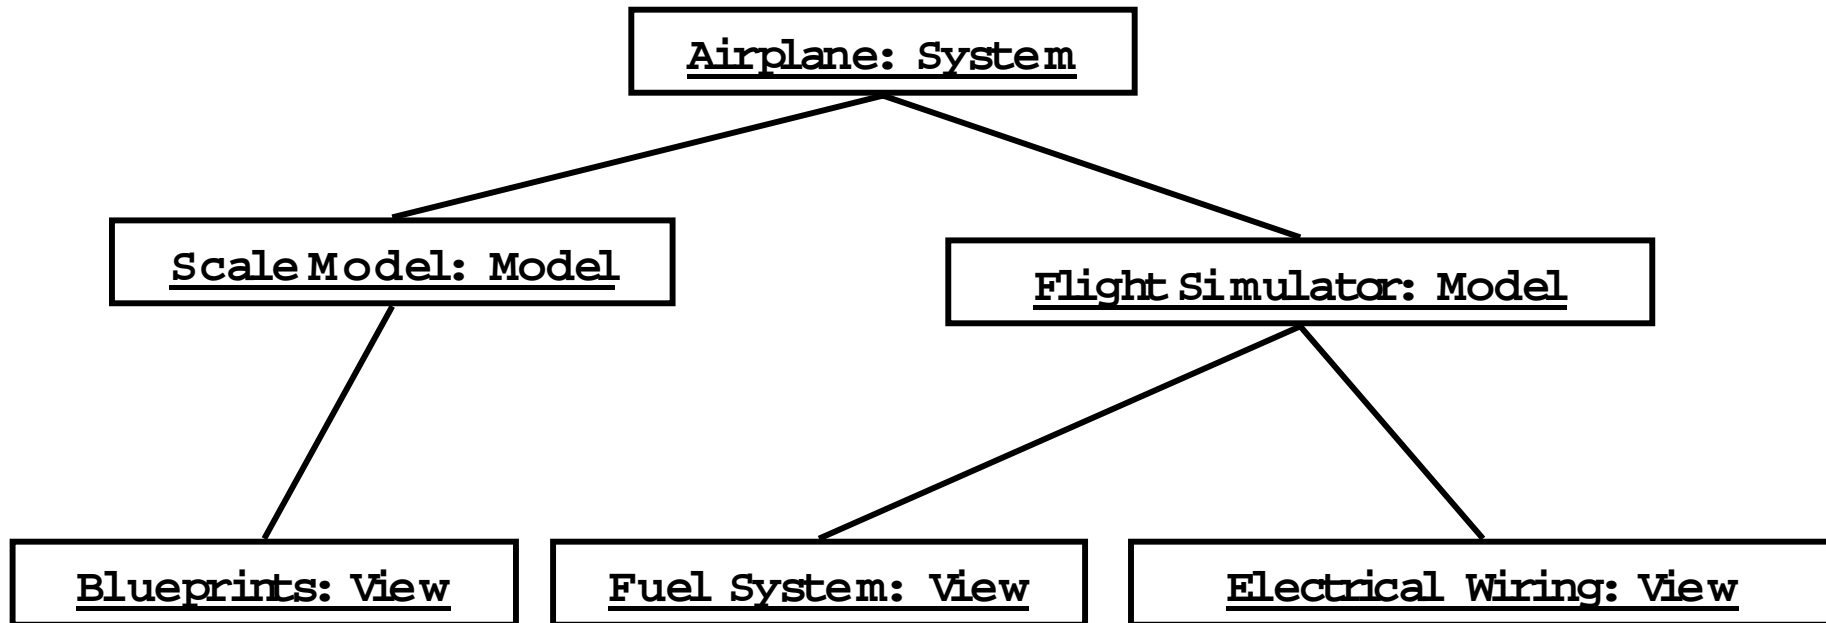 Airplane: System
Scale Model: Model
Flight Simulator: Model
Blueprints: View
Fuel System: View
Electrical Wiring: View